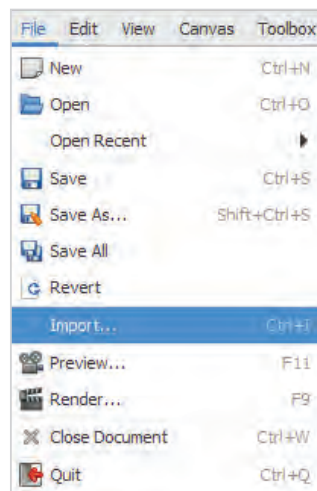 File Edit View Canvas Toolbox
New Ctrl+N
Open Ctrl+O
Open Recent
Save Ctrl+S
Save As... Shift+Ctrl+S
Save All
Revert
Import... Ctrl+I
Preview... F11
Render... F9
Close Document Ctrl+W
Quit Ctrl+Q